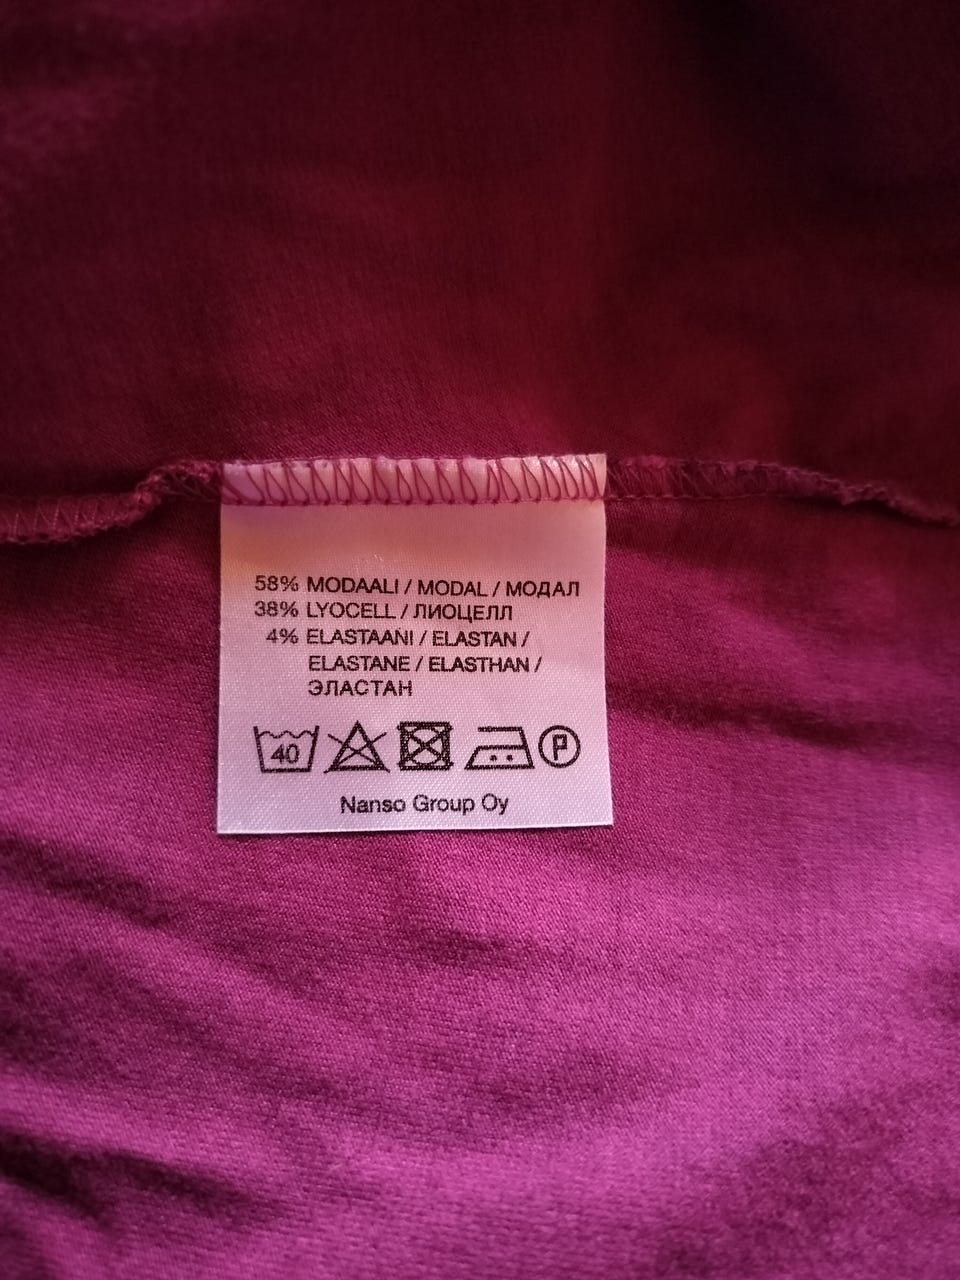 58% MODAALI / MODAL / МОДАЛ
38% LYOCELL / ЛИОЦЕЛЛ
4% ELASTAANI / ELASTAN /
ELASTANE / ELASTHAN /
ЭЛАСТАН
40 P
Nanso Group Oy